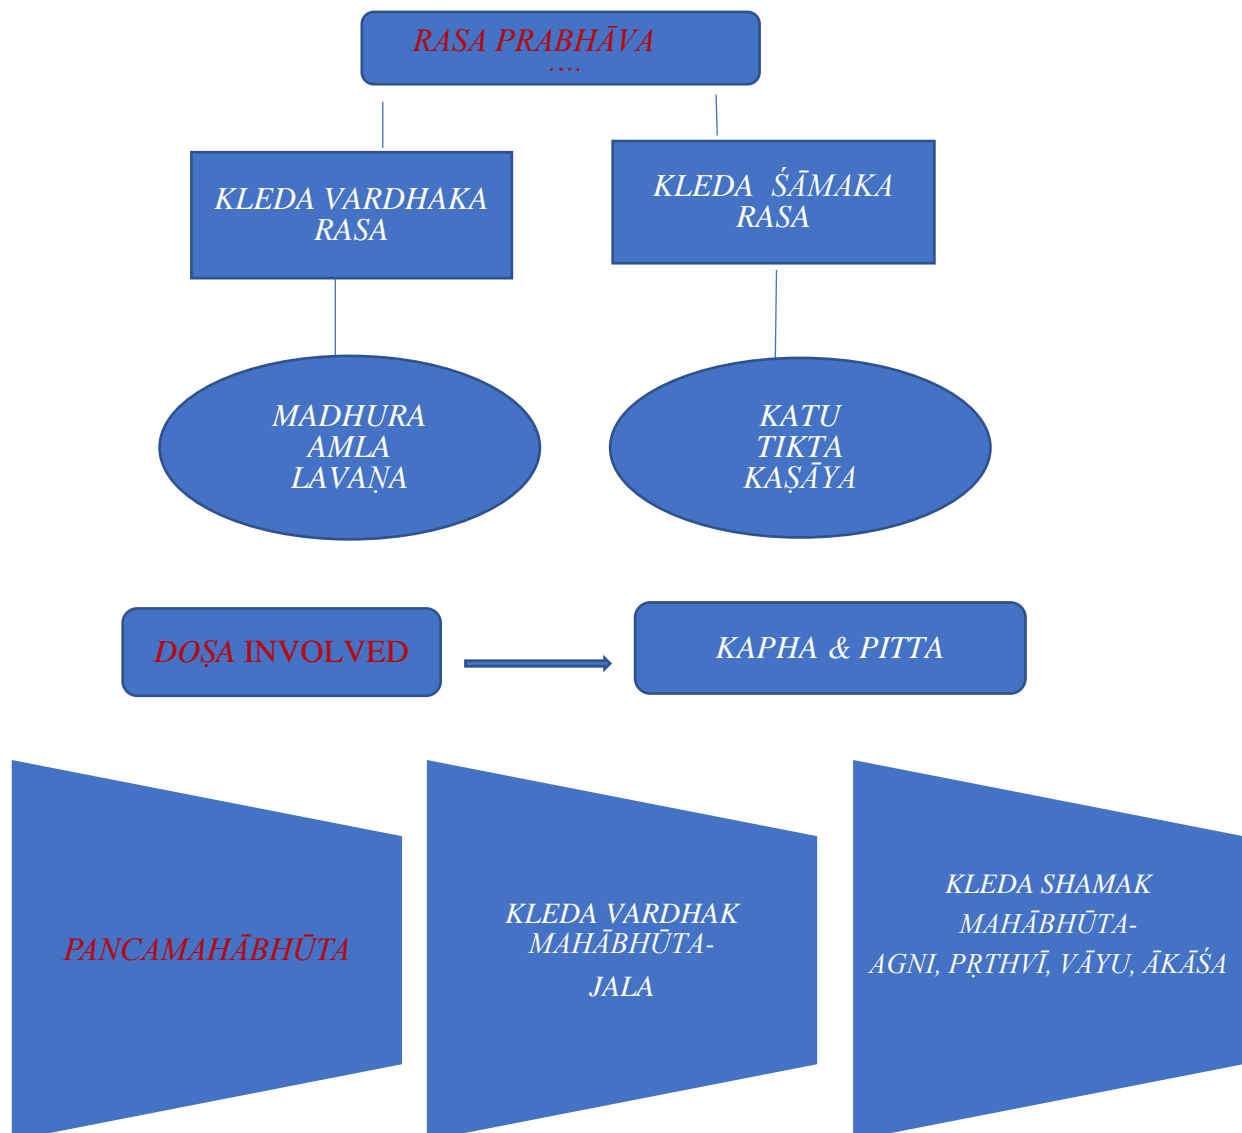 RASA PRABHĀVA
KLEDA VARDHAKA
RASA
KLEDA ŚĀMAKA
RASA
MADHURA
AMLA
LAVAṆA
KATU
TIKTA
KAṢĀYA
DOṢA INVOLVED
KAPHA & PITTA
PANCAMAHĀBHŪTA
KLEDA VARDHAK
MAHĀBHŪTA-
JALA
KLEDA SHAMAK
MAHĀBHŪTA-
AGNI, PṚTHVĪ, VĀYU, ĀKĀŚA